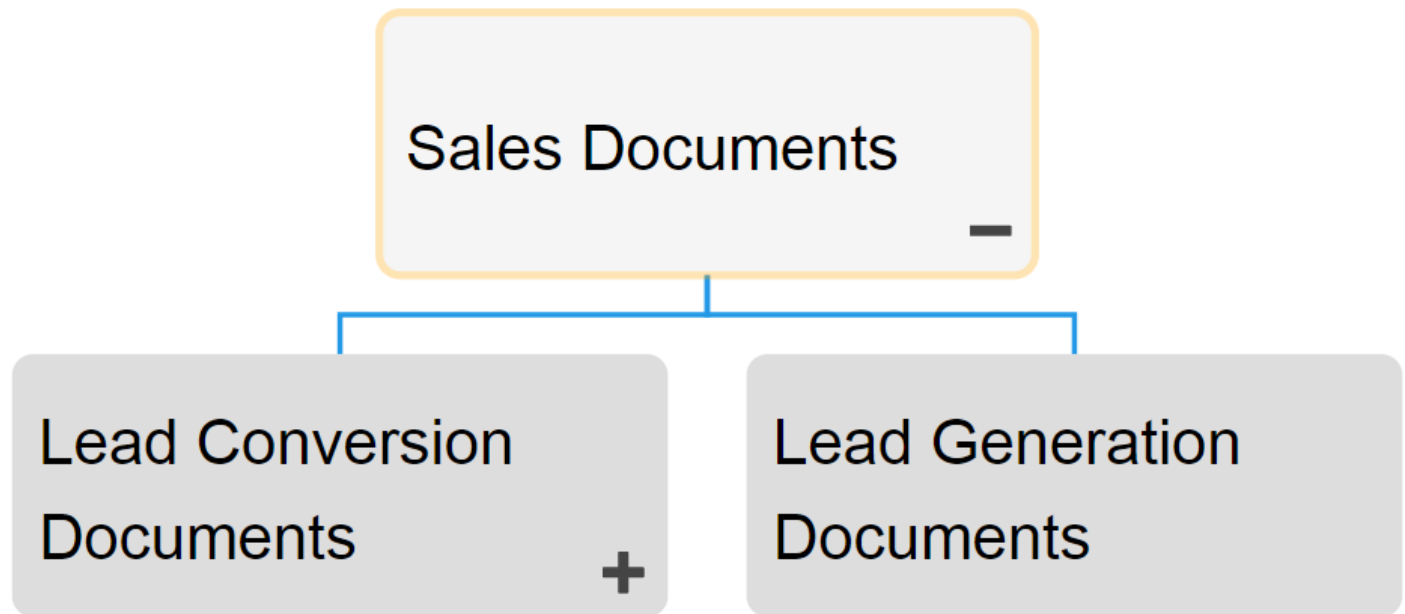 Sales Documents
Lead Conversion
Documents
Lead Generation
Documents